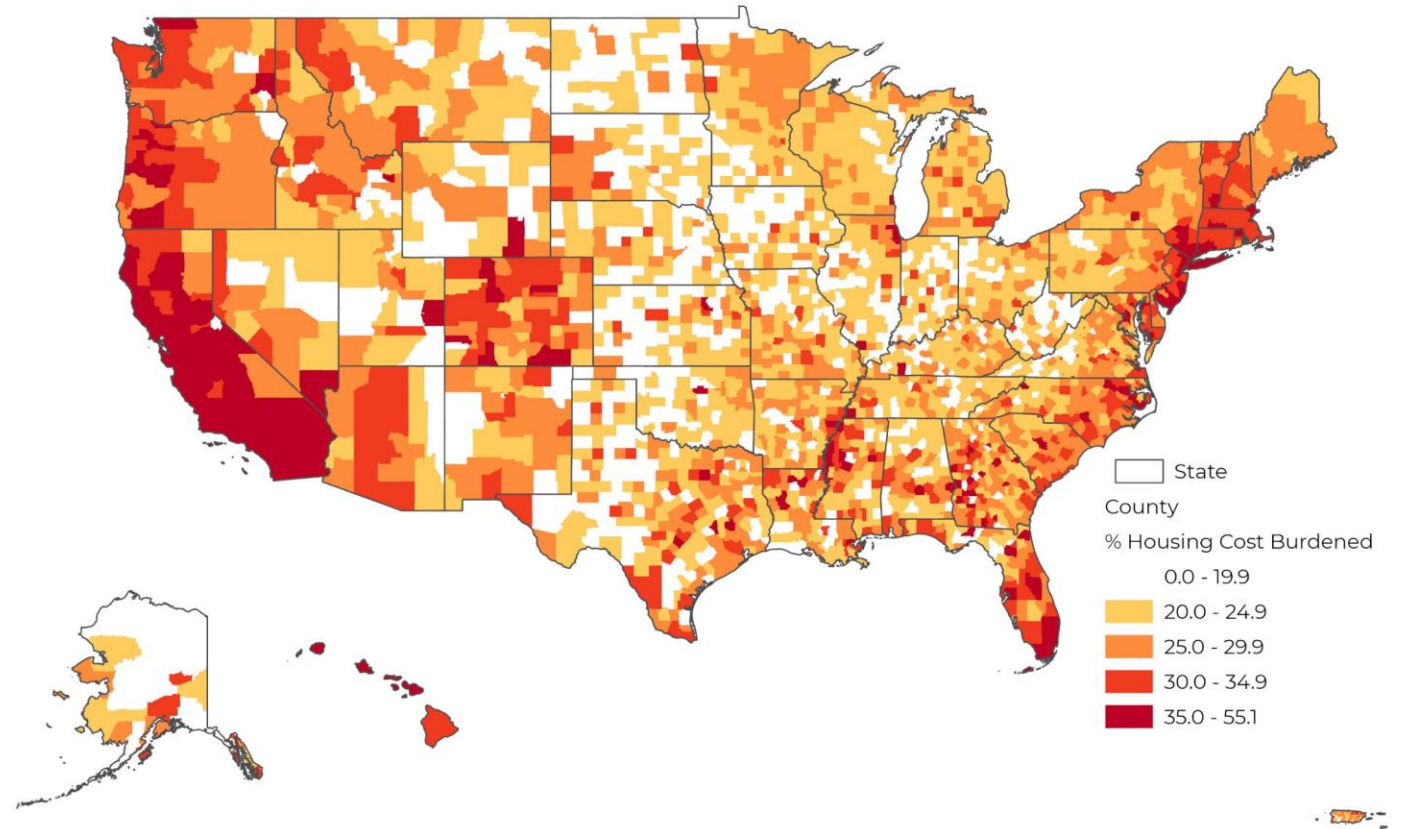 State
County
% Housing Cost Burdened
0.0 - 19.9
20.0 - 24.9
25.0 - 29.9
30.0 - 34.9
35.0 - 55.1